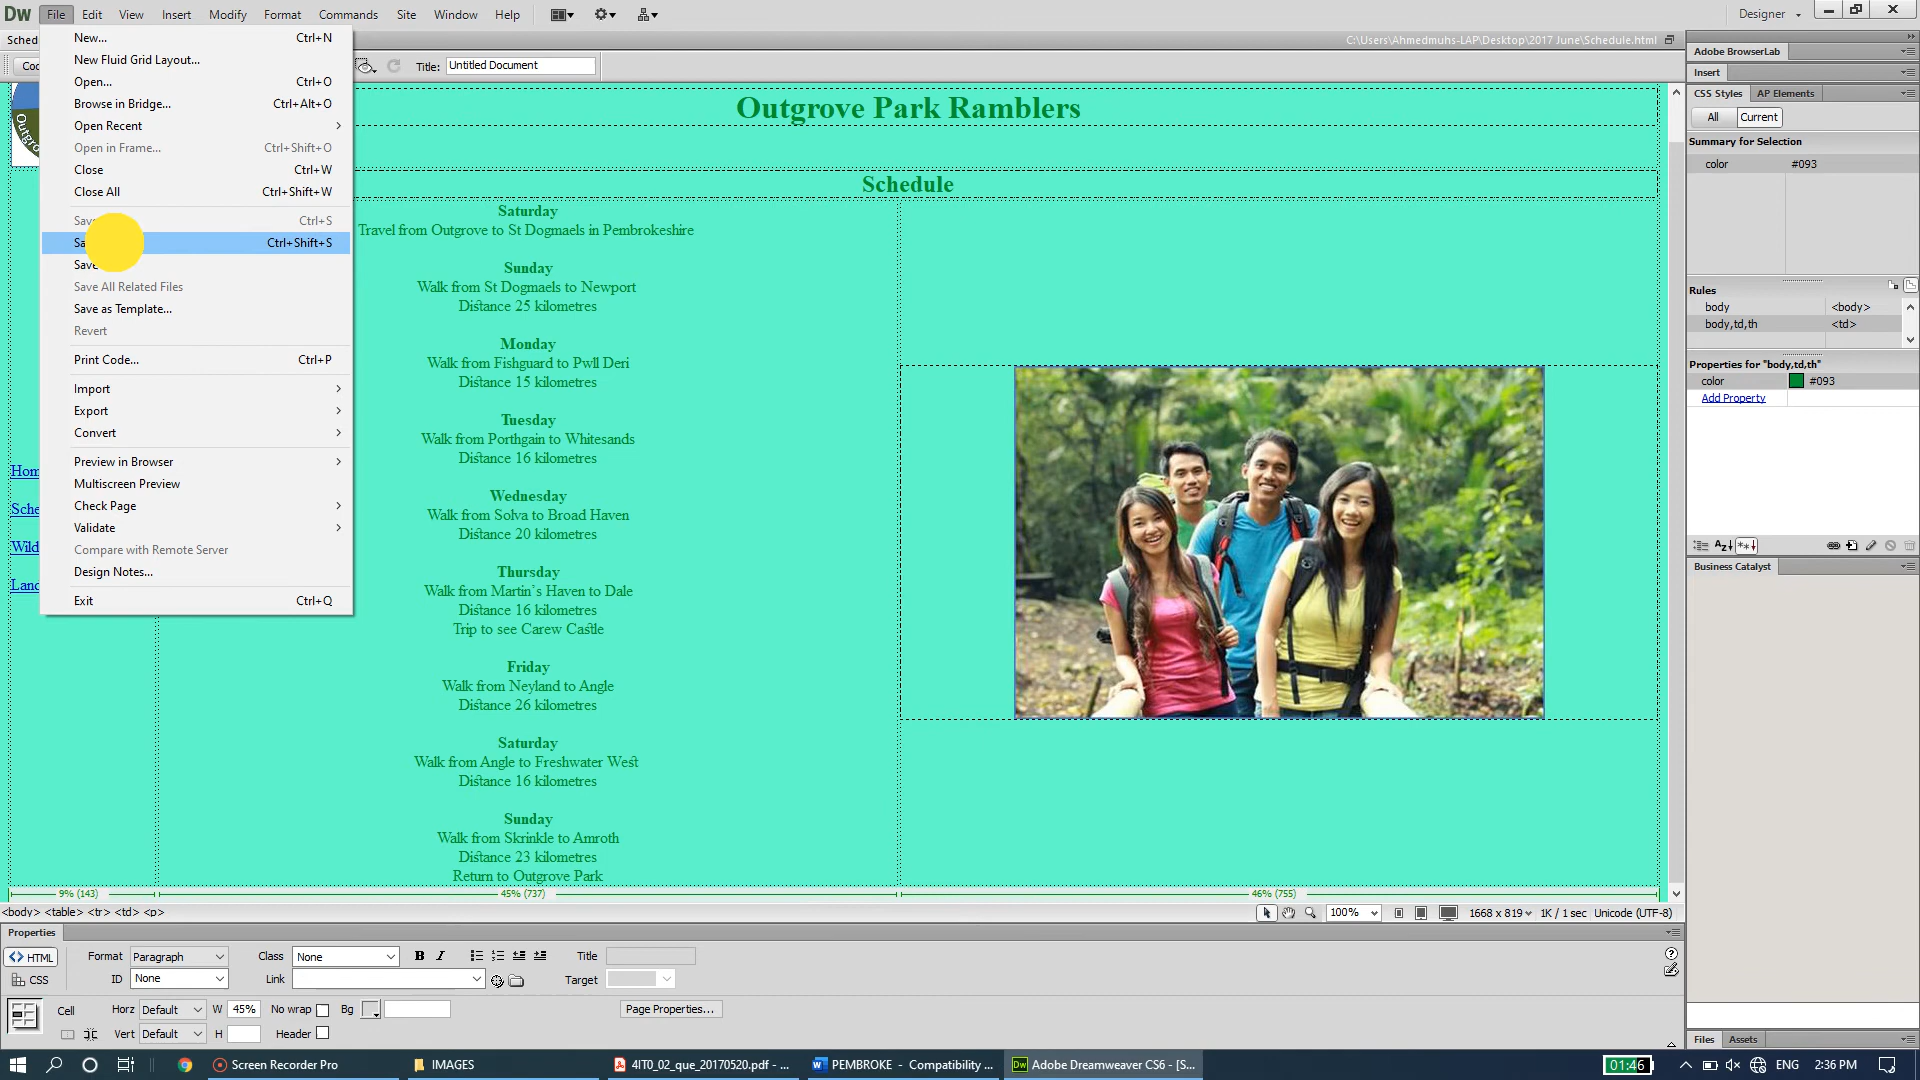 Dw File Edit View Insert Modify Format Commands Site Window Help Designer
C:\Users\Ahmedmuhs-LAP\Desktop\2017 June\Schedule.html
Title: Untitled Document
New... Ctrl+N
New Fluid Grid Layout...
Open... Ctrl+O
Browse in Bridge... Ctrl+Alt+O
Open Recent
Open in Frame... Ctrl+Shift+O
Close Ctrl+W
Close All Ctrl+Shift+W
Save Ctrl+S
Ctrl+Shift+S
Save
Save All Related Files
Save as Template...
Revert
Print Code... Ctrl+P
Import
Export
Convert
Preview in Browser
Multiscreen Preview
Check Page
Validate
Compare with Remote Server
Design Notes...
Exit Ctrl+Q
Outgrove Park Ramblers
Schedule
Saturday
Travel from Outgrove to St Dogmaels in Pembrokeshire
Sunday
Walk from St Dogmaels to Newport
Distance 25 kilometres
Monday
Walk from Fishguard to Pwll Deri
Distance 15 kilometres
Tuesday
Walk from Porthgain to Whitesands
Distance 16 kilometres
Wednesday
Walk from Solva to Broad Haven
Distance 20 kilometres
Thursday
Walk from Martin’s Haven to Dale
Distance 16 kilometres
Trip to see Carew Castle
Friday
Walk from Neyland to Angle
Distance 26 kilometres
Saturday
Walk from Angle to Freshwater West
Distance 16 kilometres
Sunday
Walk from Skrinkle to Amroth
Distance 23 kilometres
Return to Outgrove Park
9% (143) 45% (737) 46% (755)
<body> <table> <tr> <td> <p>
100% 1668 x 819 1K / 1 sec Unicode (UTF-8)
Adobe BrowserLab
Insert
CSS Styles AP Elements
All Current
Summary for Selection
color #093
Rules
body <body>
body,td,th <td>
Properties for "body,td,th"
color #093
Add Property
Business Catalyst
Files Assets
Properties
<> HTML Format Paragraph Class None B I Title
CSS ID None Link Target
Cell Horz Default W 45% No wrap Bg Page Properties...
Vert Default H Header
Screen Recorder Pro IMAGES 4IT0_02_que_20170520.pdf - ... PEMBROKE - Compatibility ... Adobe Dreamweaver CS6 - [S... 01:46 ENG 2:36 PM